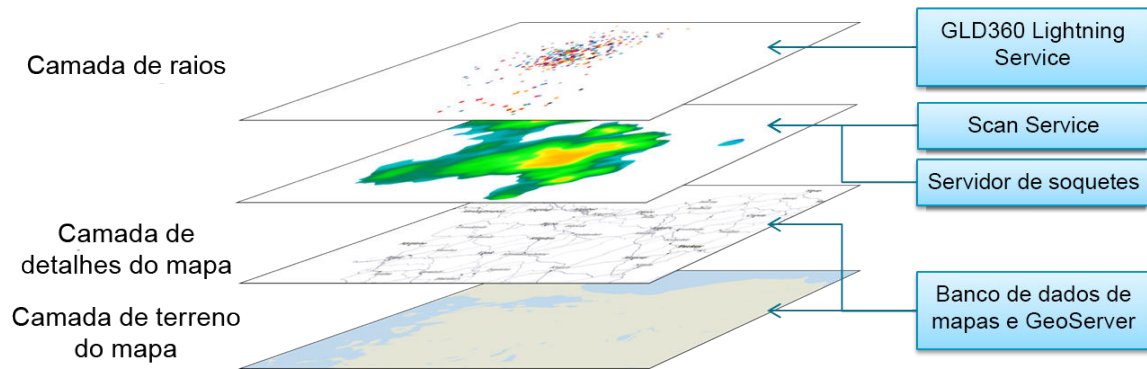 Camada de raios
GLD360 Lightning
Service
Scan Service
Servidor de soquetes
Camada de
detalhes do mapa
Camada de terreno
do mapa
Banco de dados de
mapas e GeoServer